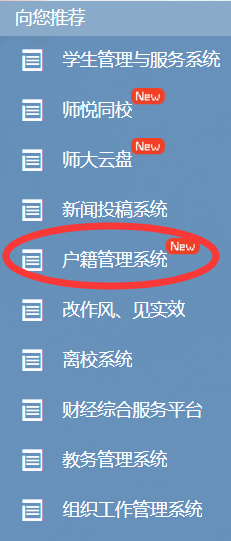 向您推荐
学生管理与服务系统
师悦同校 New
师大云盘 New
新闻投稿系统
户籍管理系统 New
改作风、见实效
离校系统
财经综合服务平台
教务管理系统
组织工作管理系统